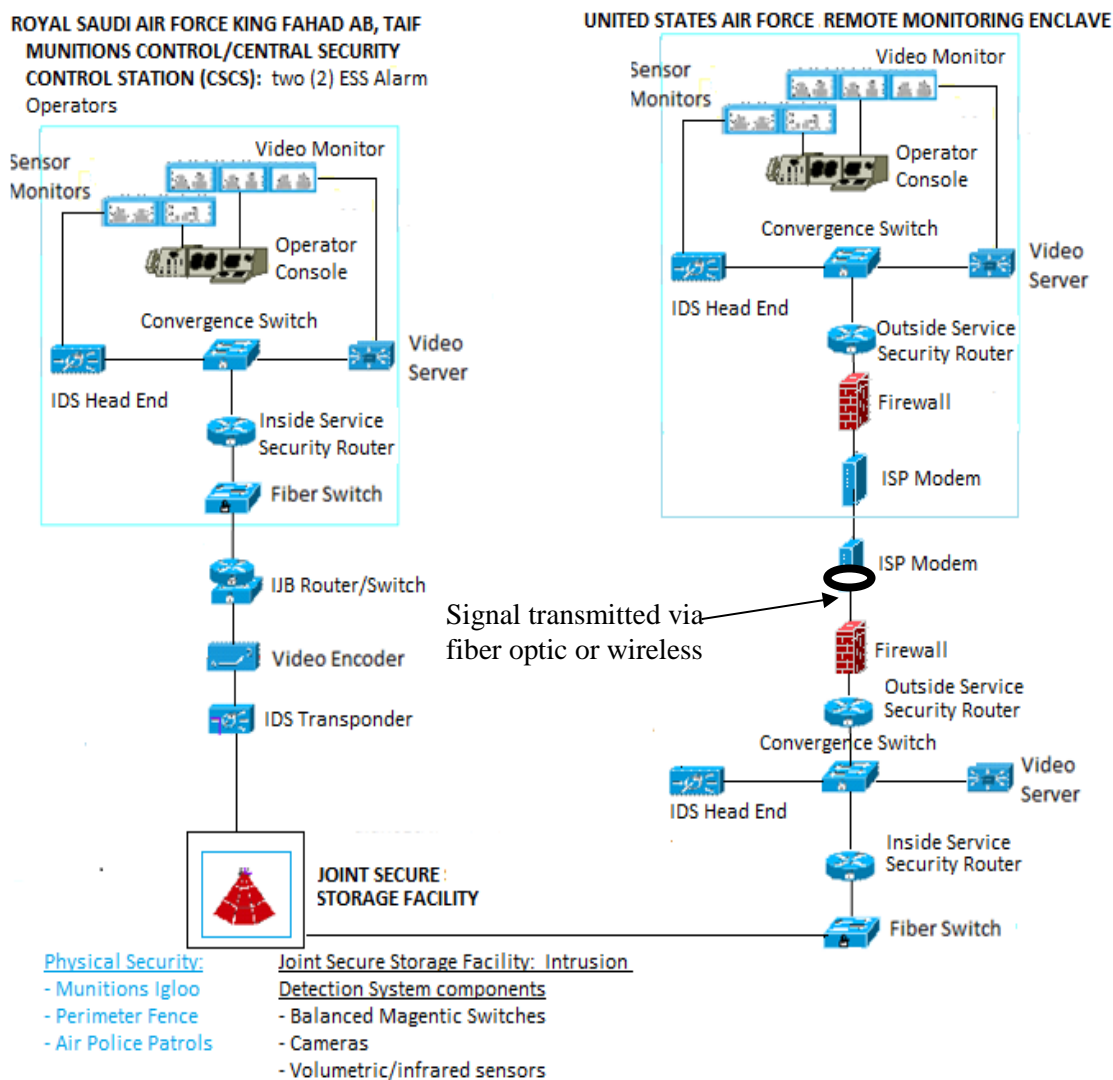 ROYAL SAUDI AIR FORCE KING FAHAD AB, TAIF
MUNITIONS CONTROL/CENTRAL SECURITY
CONTROL STATION (CSCS): two (2) ESS Alarm
Operators
Sensor
Monitors
Video Monitor
Operator
Console
Convergence Switch
IDS Head End
Video
Server
Inside Service
Security Router
Fiber Switch
IJB Router/Switch
Video Encoder
IDS Transponder
JOINT SECURE
STORAGE FACILITY
Physical Security:
- Munitions Igloo
- Perimeter Fence
- Air Police Patrols
Joint Secure Storage Facility: Intrusion
Detection System components
- Balanced Magentic Switches
- Cameras
- Volumetric/infrared sensors
UNITED STATES AIR FORCE REMOTE MONITORING ENCLAVE
Sensor
Monitors
Video Monitor
Operator
Console
Convergence Switch
IDS Head End
Video
Server
Outside Service
Security Router
Firewall
ISP Modem
ISP Modem
Signal transmitted via
fiber optic or wireless
Firewall
Outside Service
Security Router
Convergence Switch
IDS Head End
Video
Server
Inside Service
Security Router
Fiber Switch